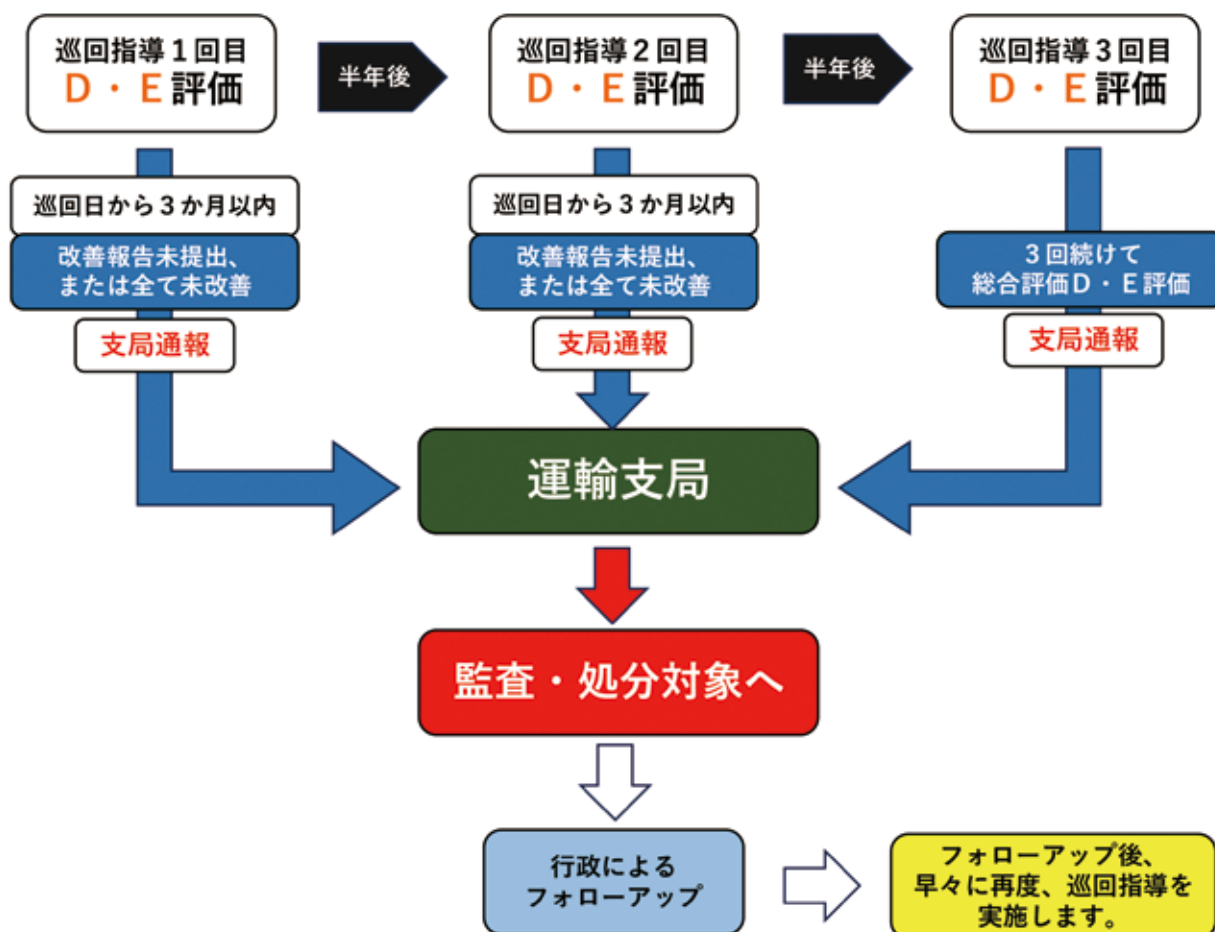 巡回指導1回目
D・E評価
半年後
巡回指導2回目
D・E評価
半年後
巡回指導3回目
D・E評価
巡回日から3か月以内
改善報告未提出、
または全て未改善
支局通報
巡回日から3か月以内
改善報告未提出、
または全て未改善
支局通報
3回続けて
総合評価D・E評価
支局通報
運輸支局
監査・処分対象へ
行政による
フォローアップ
フォローアップ後、
早々に再度、巡回指導を
実施します。